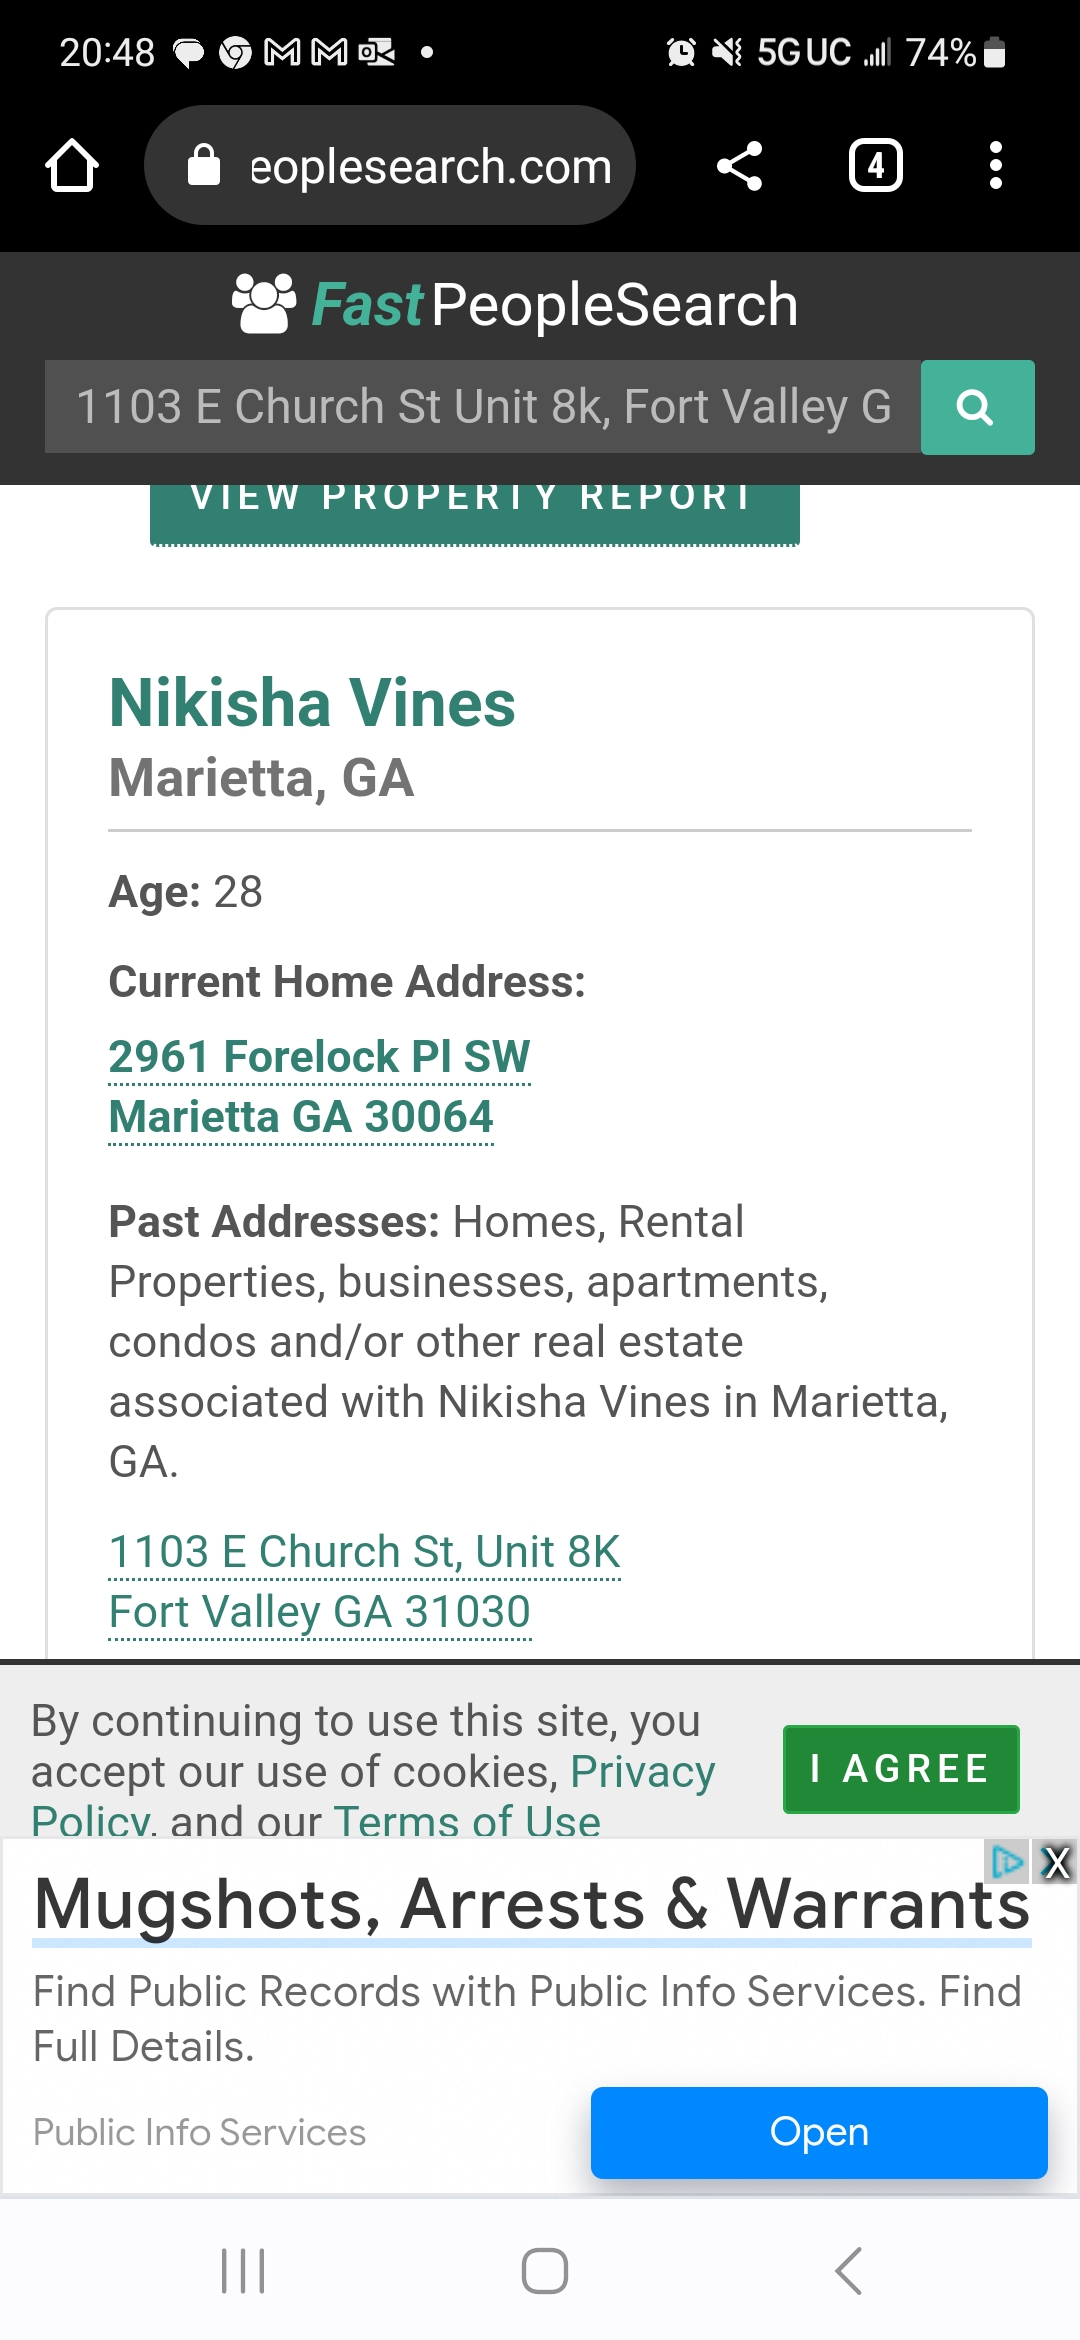 20:48 5G UC 74%
eoplesearch.com 4
FastPeopleSearch
1103 E Church St Unit 8k, Fort Valley G
VIEW PROPERTY REPORT
Nikisha Vines
Marietta, GA
Age: 28
Current Home Address:
2961 Forelock Pl SW
Marietta GA 30064
Past Addresses: Homes, Rental
Properties, businesses, apartments,
condos and/or other real estate
associated with Nikisha Vines in Marietta,
GA.
1103 E Church St, Unit 8K
Fort Valley GA 31030
By continuing to use this site, you
accept our use of cookies, Privacy
Policy, and our Terms of Use
I AGREE
Mugshots, Arrests & Warrants
Find Public Records with Public Info Services. Find
Full Details.
Public Info Services
Open